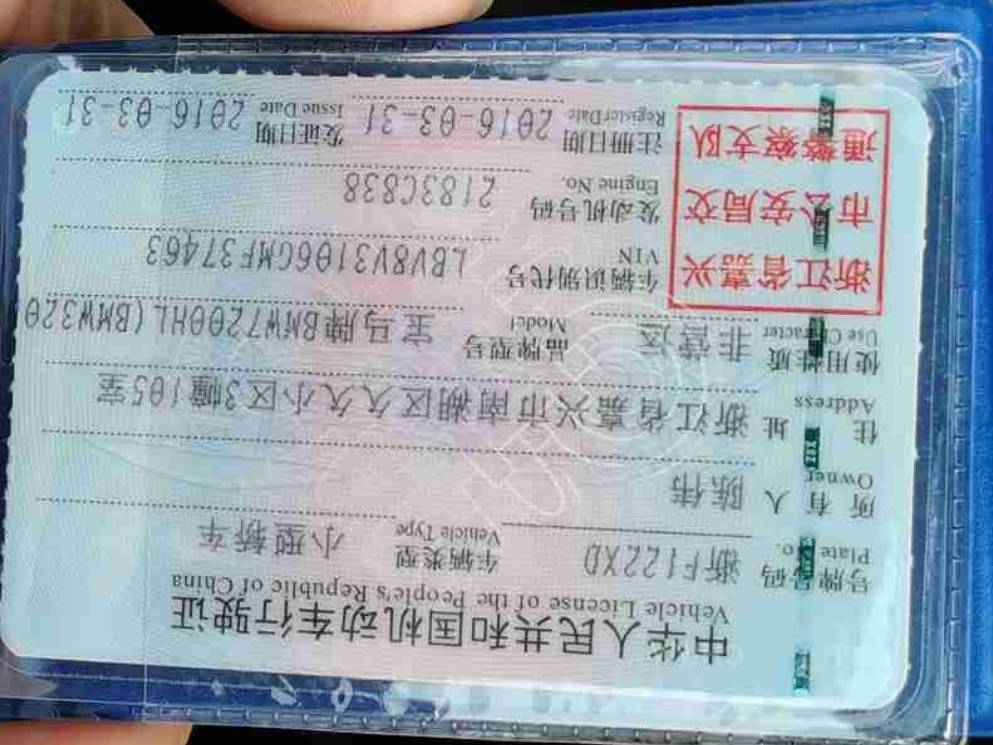 中华人民共和国机动车行驶证
Vehicle License of the People's Republic of China
号牌号码 浙F122XD 车辆类型 小型轿车
Plate No. Vehicle Type
所有人 陈伟
Owner
住址 浙江省嘉兴市南湖区久久小区3幢105室
Address
使用性质 非营运 品牌型号 宝马牌BMW7200HL(BMW320
Use Character Model
浙江省嘉兴
市公安局交
通警察支队
车辆识别代号 LBV8V3106GMF37463
VIN
发动机号码 2183C838
Engine No.
注册日期 2016-03-31 发证日期 2016-03-31
Register Date Issue Date